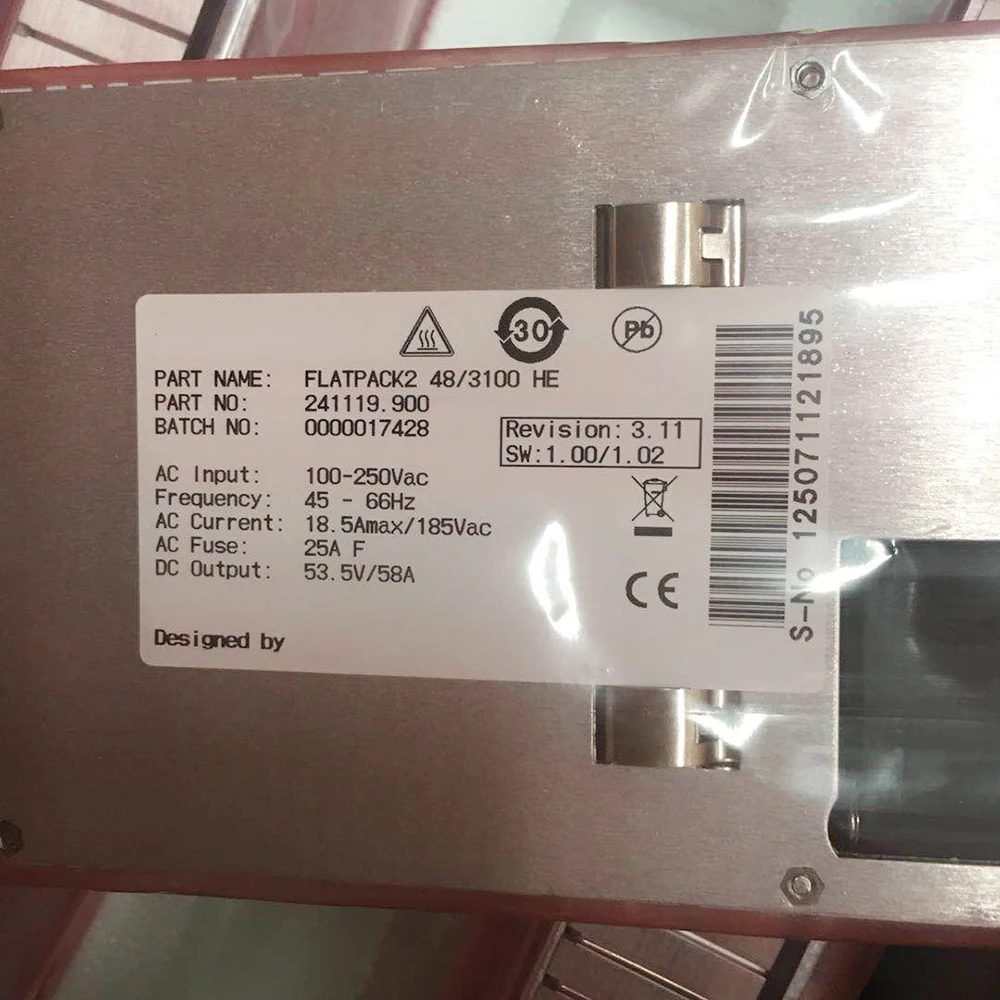 30
Pb
PART NAME: FLATPACK2 48/3100 HE
PART NO: 241119.900
BATCH NO: 0000017428
Revision: 3.11
SW:1.00/1.02
AC Input: 100-250Vac
Frequency: 45 - 66Hz
AC Current: 18.5Amax/185Vac
AC Fuse: 25A F
DC Output: 53.5V/58A
CE
Designed by
S-No 125071121895